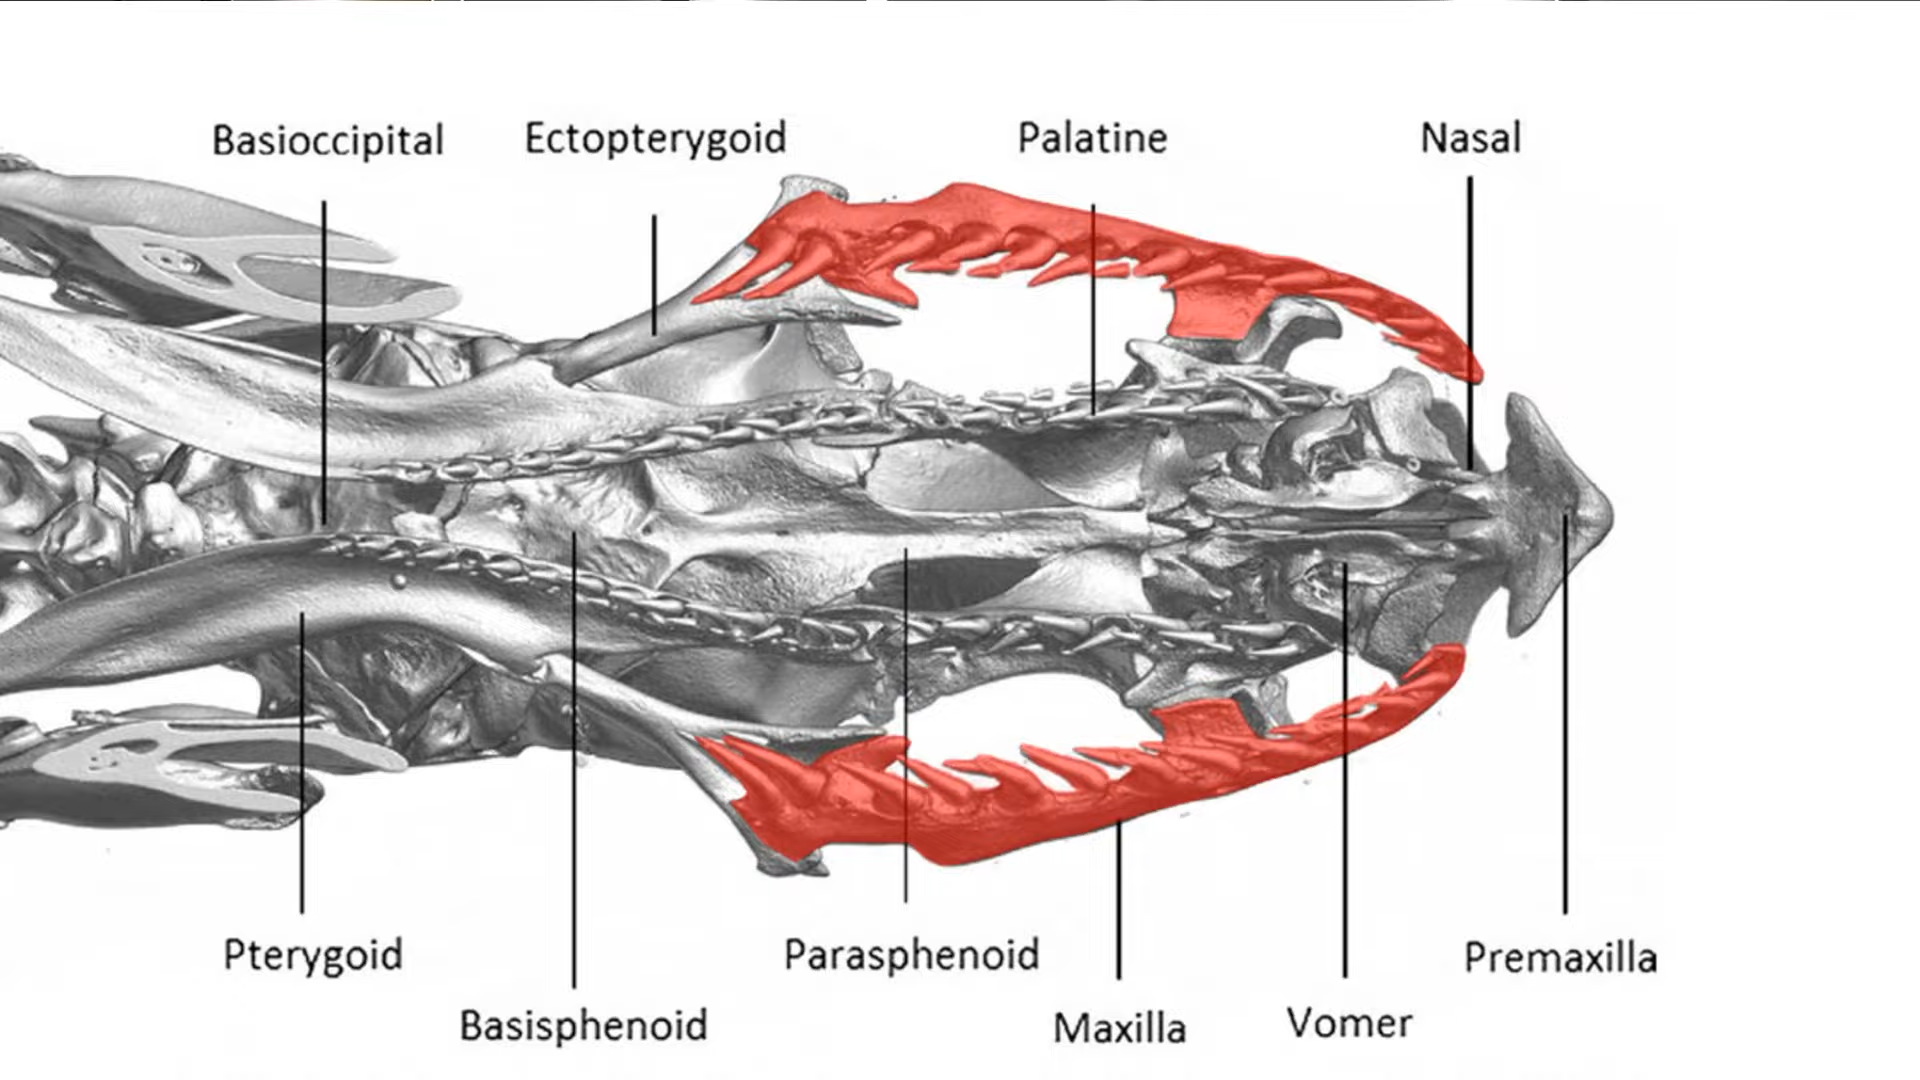 Basioccipital
Ectopterygoid
Palatine
Nasal
Pterygoid
Parasphenoid
Premaxilla
Basisphenoid
Maxilla
Vomer